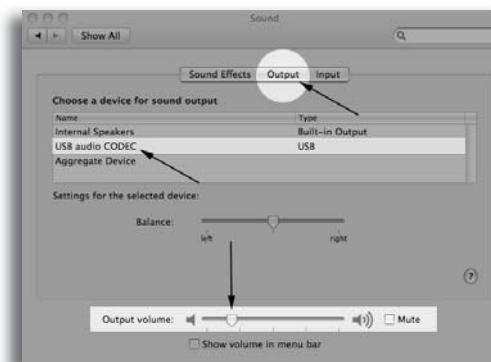 Sound
Show All
Sound Effects Output Input
Choose a device for sound output
Name Type
Internal Speakers Built-in Output
USB audio CODEC USB
Aggregate Device
Settings for the selected device:
Balance:
left right
?
Output volume: Mute
Show volume in menu bar